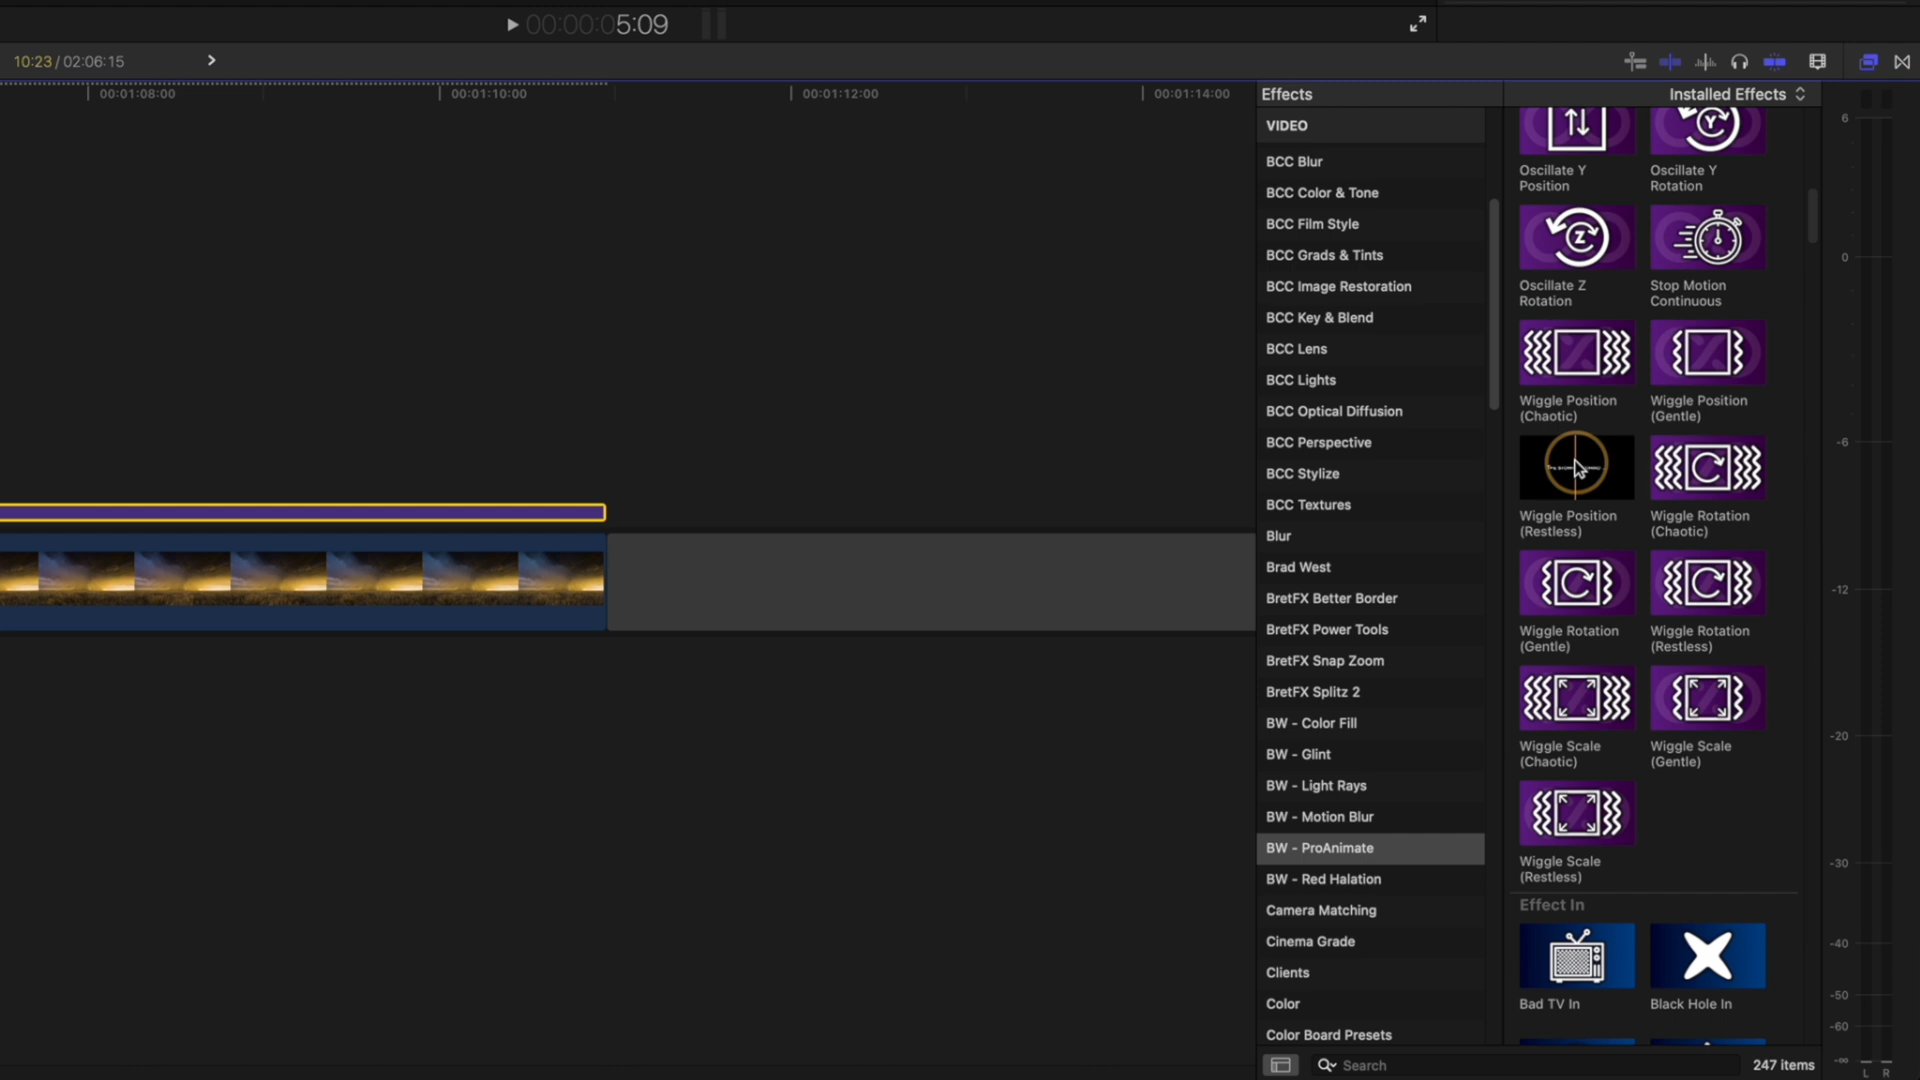 00:00:05:09
10:23 / 02:06:15
00:01:08:00
00:01:10:00
00:01:12:00
00:01:14:00
Effects
Installed Effects
VIDEO
BCC Blur
BCC Color & Tone
BCC Film Style
BCC Grads & Tints
BCC Image Restoration
BCC Key & Blend
BCC Lens
BCC Lights
BCC Optical Diffusion
BCC Perspective
BCC Stylize
BCC Textures
Blur
Brad West
BretFX Better Border
BretFX Power Tools
BretFX Snap Zoom
BretFX Splitz 2
BW - Color Fill
BW - Glint
BW - Light Rays
BW - Motion Blur
BW - ProAnimate
BW - Red Halation
Camera Matching
Cinema Grade
Clients
Color
Color Board Presets
Y
Oscillate Y
Position
Oscillate Y
Rotation
Z
Oscillate Z
Rotation
Stop Motion
Continuous
Wiggle Position
(Chaotic)
Wiggle Position
(Gentle)
Wiggle Position
(Restless)
Wiggle Rotation
(Chaotic)
Wiggle Rotation
(Gentle)
Wiggle Rotation
(Restless)
Wiggle Scale
(Chaotic)
Wiggle Scale
(Gentle)
Wiggle Scale
(Restless)
Effect In
Bad TV In
Black Hole In
Search
247 items
6
0
-6
-12
-20
-30
-40
-50
-60
-∞
L R